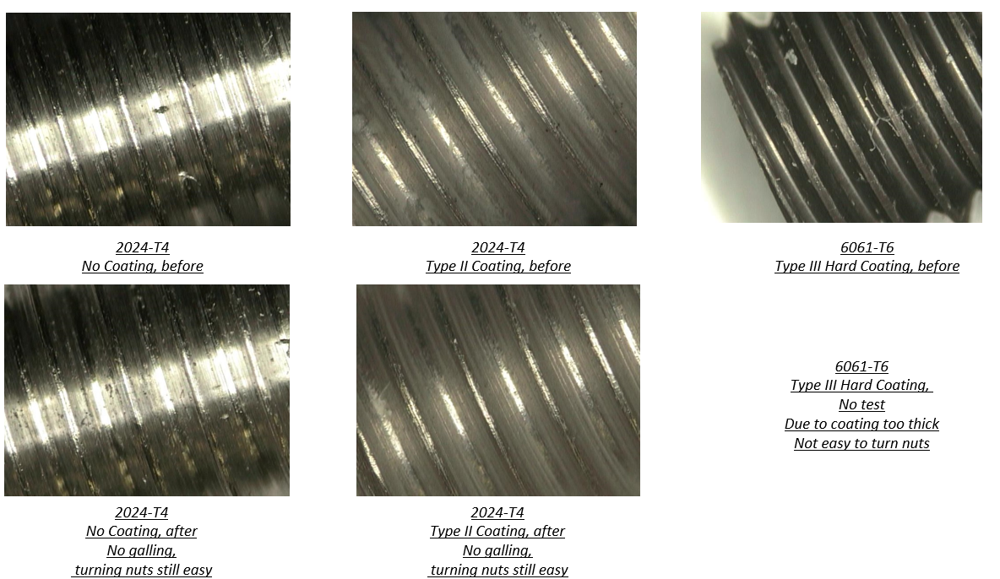 2024-T4
No Coating, before
2024-T4
Type II Coating, before
6061-T6
Type III Hard Coating, before
6061-T6
Type III Hard Coating,
No test
Due to coating too thick
Not easy to turn nuts
2024-T4
No Coating, after
No galling,
turning nuts still easy
2024-T4
Type II Coating, after
No galling,
turning nuts still easy